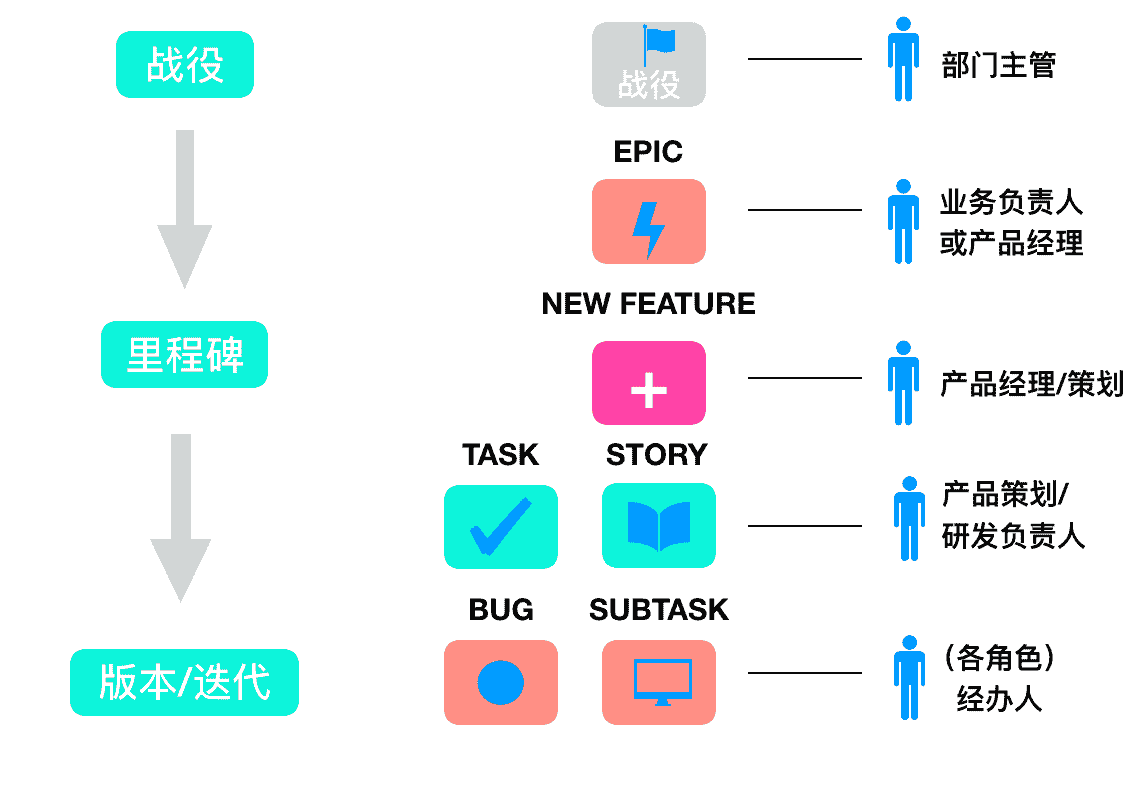 战役
战役
部门主管
EPIC
业务负责人
或产品经理
NEW FEATURE
里程碑
产品经理/策划
TASK
STORY
产品策划/
研发负责人
BUG
SUBTASK
版本/迭代
（各角色）
经办人